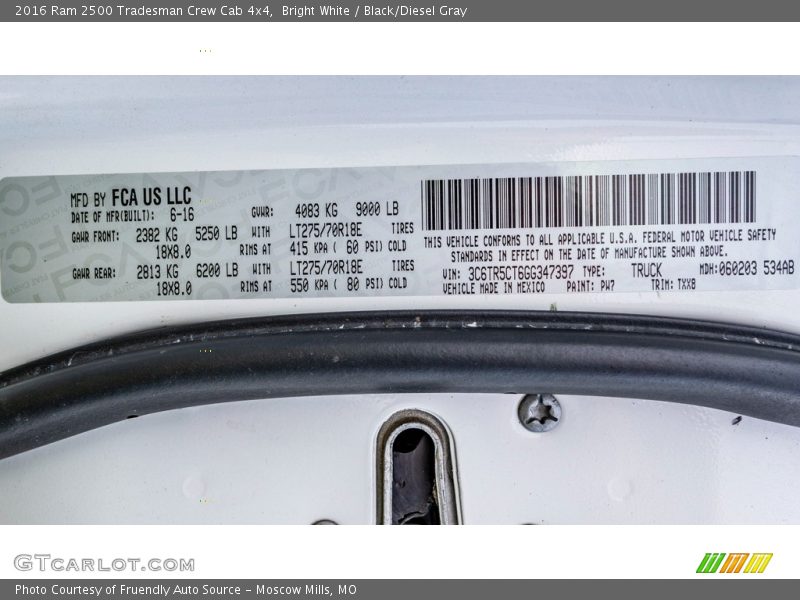 2016 Ram 2500 Tradesman Crew Cab 4x4,  Bright White / Black/Diesel Gray
MFD BY FCA US LLC
DATE OF MFR(BUILT): 6-16 GVWR: 4083 KG 9000 LB
GAWR FRONT: 2382 KG 5250 LB WITH LT275/70R18E TIRES
18X8.0 RIMS AT 415 KPA ( 60 PSI) COLD
GAWR REAR: 2813 KG 6200 LB WITH LT275/70R18E TIRES
18X8.0 RIMS AT 550 KPA ( 80 PSI) COLD
THIS VEHICLE CONFORMS TO ALL APPLICABLE U.S.A. FEDERAL MOTOR VEHICLE SAFETY
STANDARDS IN EFFECT ON THE DATE OF MANUFACTURE SHOWN ABOVE.
VIN: 3C6TR5CT6GG347397 TYPE: TRUCK MDH: 060203 534AB
VEHICLE MADE IN MEXICO PAINT: PW7 TRIM: TXX8
GTCARLOT.COM
Photo Courtesy of Fruendly Auto Source – Moscow Mills, MO